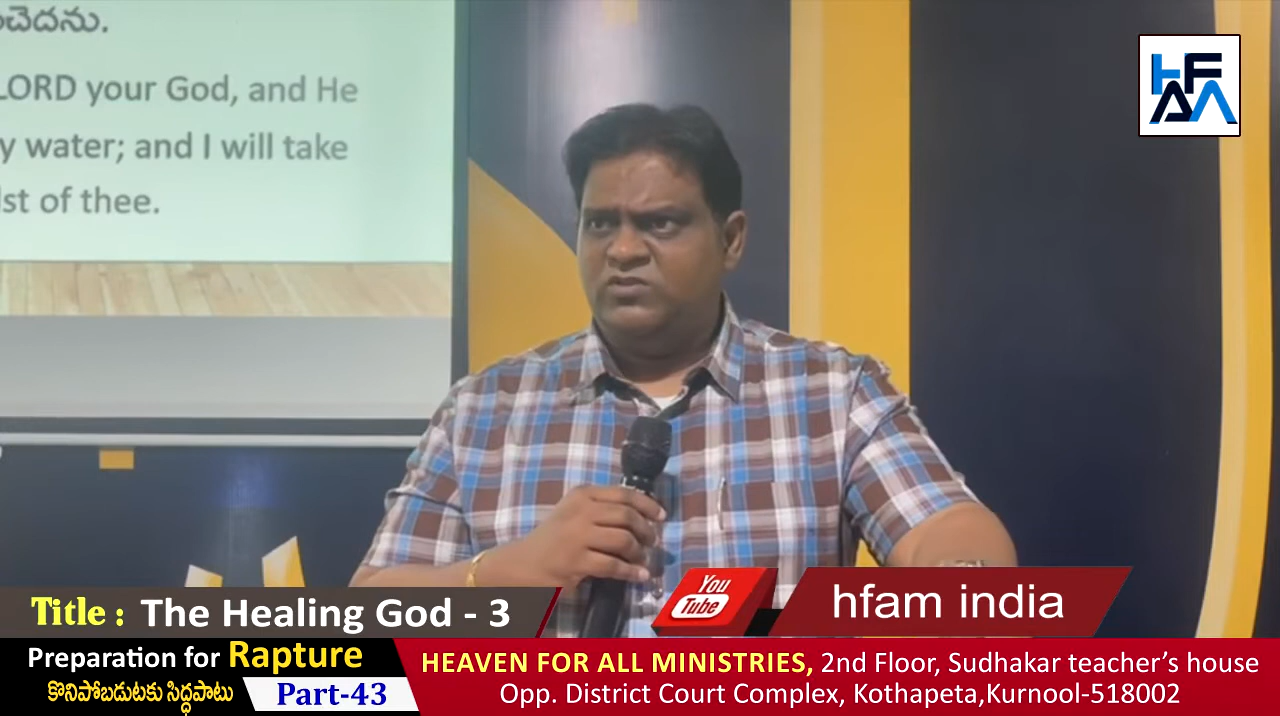 చెదను.
LORD your God, and He
y water; and I will take
lst of thee.
HFAM
Title : The Healing God - 3
You
Tube
hfam india
Preparation for Rapture
కొనిపోబడుటకు సిద్ధపాటు
Part-43
HEAVEN FOR ALL MINISTRIES, 2nd Floor, Sudhakar teacher's house
Opp. District Court Complex, Kothapeta,Kurnool-518002